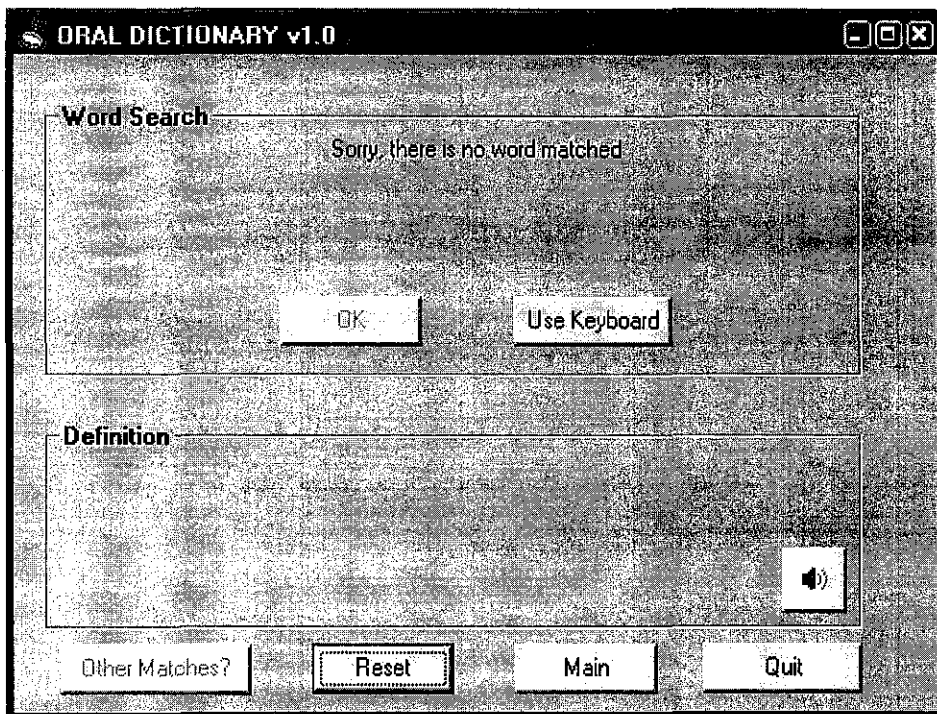 ORAL DICTIONARY v1.0
Word Search
Sorry, there is no word matched
OK
Use Keyboard
Definition
Other Matches?
Reset
Main
Quit